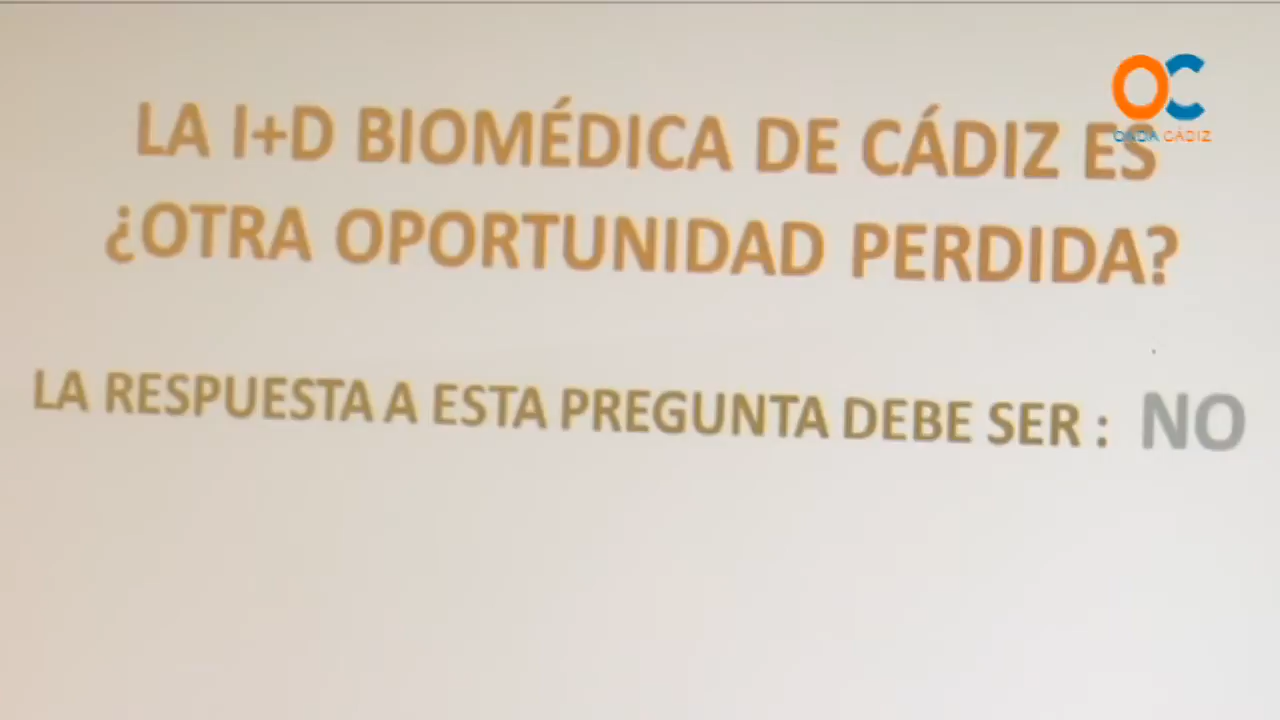 LA I+D BIOMÉDICA DE CÁDIZ ES
¿OTRA OPORTUNIDAD PERDIDA?
LA RESPUESTA A ESTA PREGUNTA DEBE SER : NO
OC
ONDA CÁDIZ